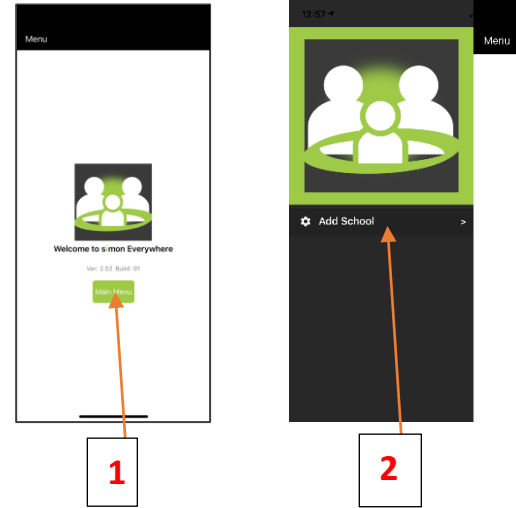 Menu
Welcome to simon Everywhere
Ver: 2.52 Build: 91
Main Menu
1
12:57
Menu
Add School >
2